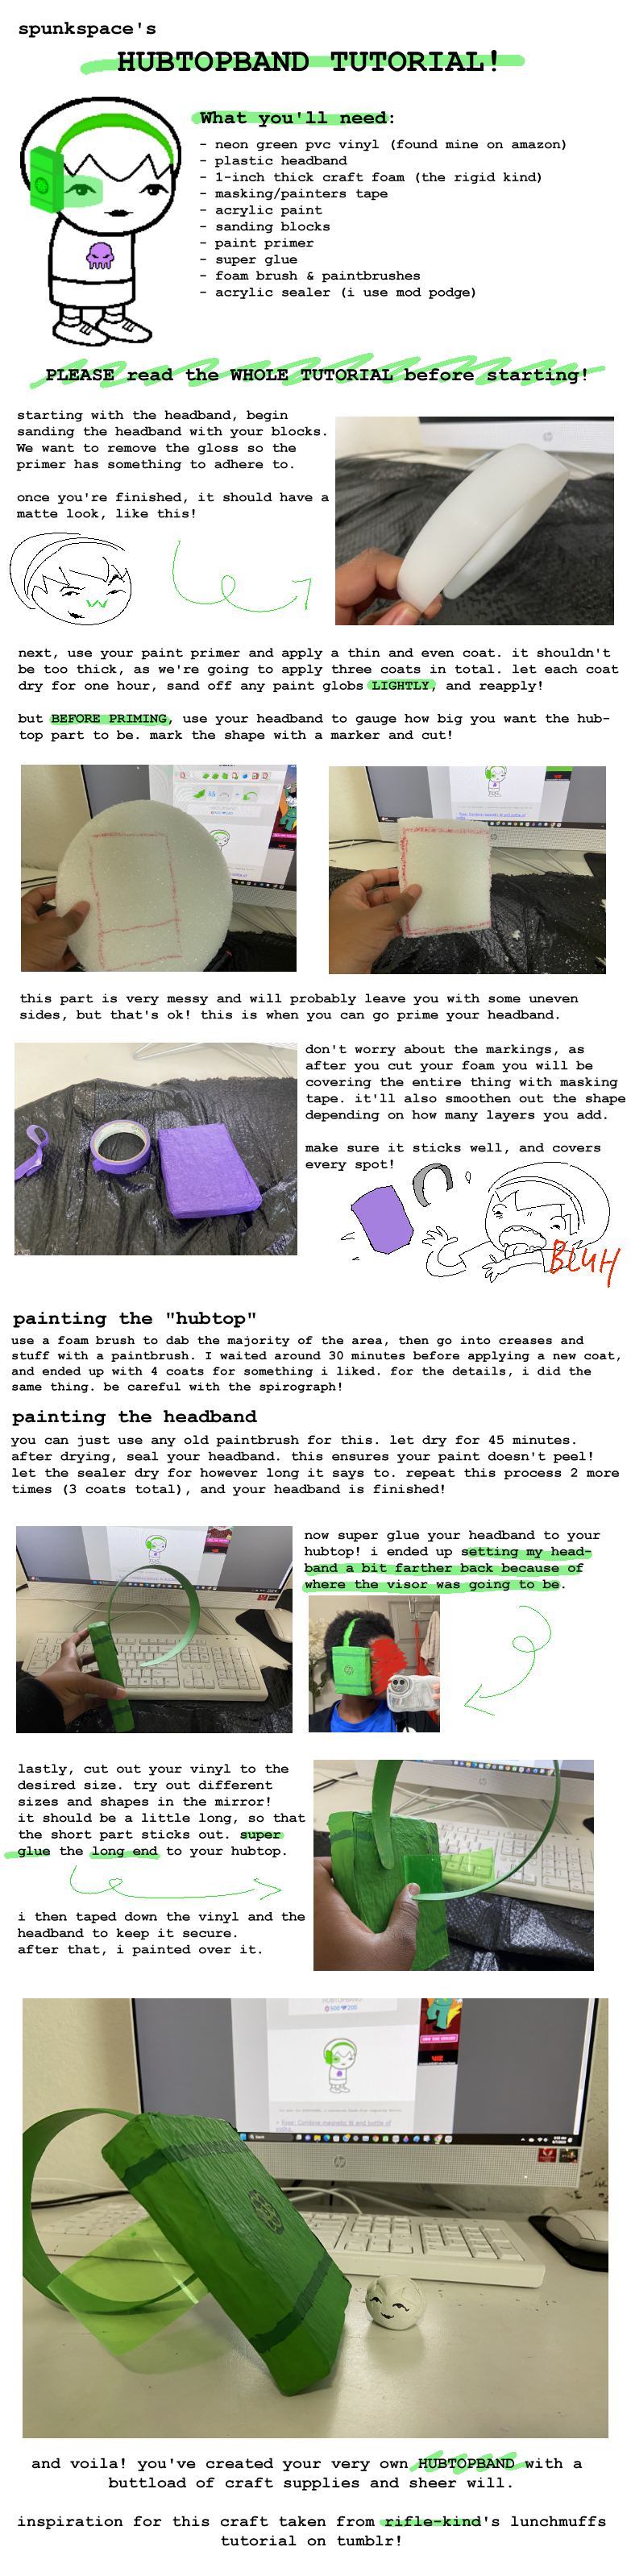 spunkspace's
HUBTOPBAND TUTORIAL!
What you'll need:
- neon green pvc vinyl (found mine on amazon)
- plastic headband
- 1-inch thick craft foam (the rigid kind)
- masking/painters tape
- acrylic paint
- sanding blocks
- paint primer
- super glue
- foam brush & paintbrushes
- acrylic sealer (i use mod podge)
PLEASE read the WHOLE TUTORIAL before starting!
starting with the headband, begin
sanding the headband with your blocks.
We want to remove the gloss so the
primer has something to adhere to.
once you're finished, it should have a
matte look, like this!
next, use your paint primer and apply a thin and even coat. it shouldn't
be too thick, as we're going to apply three coats in total. let each coat
dry for one hour, sand off any paint globs LIGHTLY, and reapply!
but BEFORE PRIMING, use your headband to gauge how big you want the hub-
top part to be. mark the shape with a marker and cut!
this part is very messy and will probably leave you with some uneven
sides, but that's ok! this is when you can go prime your headband.
don't worry about the markings, as
after you cut your foam you will be
covering the entire thing with masking
tape. it'll also smoothen out the shape
depending on how many layers you add.
make sure it sticks well, and covers
every spot!
BLUH
painting the "hubtop"
use a foam brush to dab the majority of the area, then go into creases and
stuff with a paintbrush. I waited around 30 minutes before applying a new coat,
and ended up with 4 coats for something i liked. for the details, i did the
same thing. be careful with the spirograph!
painting the headband
you can just use any old paintbrush for this. let dry for 45 minutes.
after drying, seal your headband. this ensures your paint doesn't peel!
let the sealer dry for however long it says to. repeat this process 2 more
times (3 coats total), and your headband is finished!
now super glue your headband to your
hubtop! i ended up setting my head-
band a bit farther back because of
where the visor was going to be.
lastly, cut out your vinyl to the
desired size. try out different
sizes and shapes in the mirror!
it should be a little long, so that
the short part sticks out. super
glue the long end to your hubtop.
i then taped down the vinyl and the
headband to keep it secure.
after that, i painted over it.
HUBTOPBAND
hp
and voila! you've created your very own HUBTOPBAND with a
buttload of craft supplies and sheer will.
inspiration for this craft taken from rifle-kind's lunchmuffs
tutorial on tumblr!